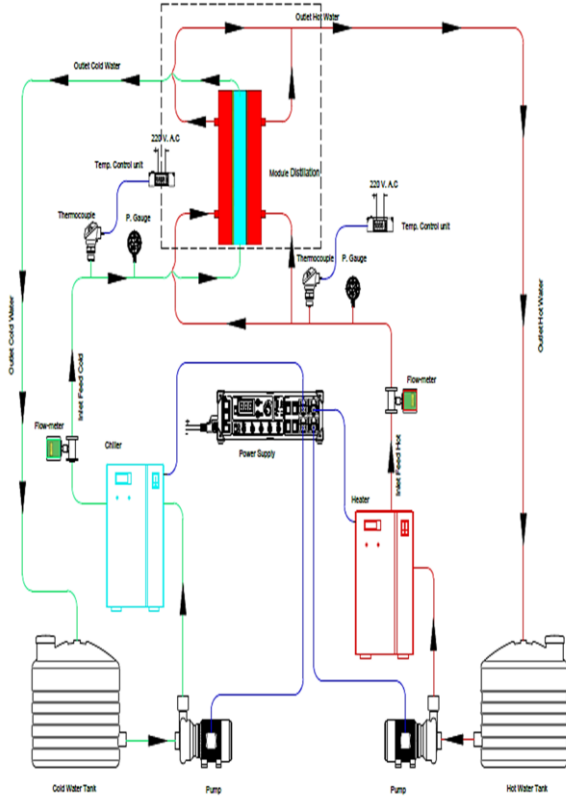 Outlet Hot Water
Outlet Cold Water
220 V. A.C
Temp. Control unit
Module Distillation
220 V. A.C
Thermocouple
P. Gauge
Temp. Control unit
Thermocouple
P. Gauge
Outlet Cold Water
Inlet Feed Cold
Outlet Hot Water
Flow-meter
Flow-meter
Chiller
Power Supply
Inlet Feed Hot
Heater
Cold Water Tank
Pump
Pump
Hot Water Tank